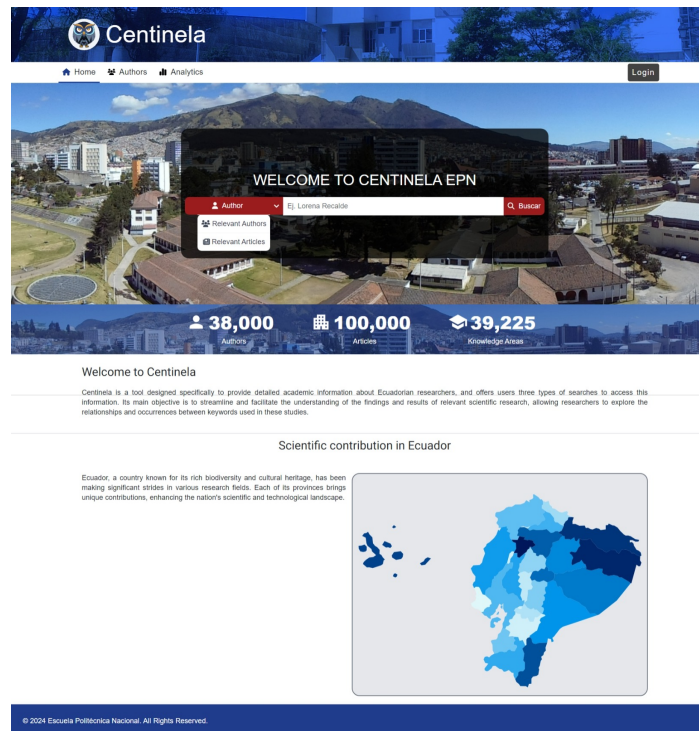 Centinela
Home Authors Analytics Login
WELCOME TO CENTINELA EPN
Author Ej. Lorena Recalde Buscar
Relevant Authors
Relevant Articles
38,000 100,000 39,225
Authors Articles Knowledge Areas
Welcome to Centinela
Centinela is a tool designed specifically to provide detailed academic information about Ecuadorian researchers, and offers users three types of searches to access this
information. Its main objective is to streamline and facilitate the understanding of the findings and results of relevant scientific research, allowing researchers to explore the
relationships and occurrences between keywords used in these studies.
Scientific contribution in Ecuador
Ecuador, a country known for its rich biodiversity and cultural heritage, has been
making significant strides in various research fields. Each of its provinces brings
unique contributions, enhancing the nation's scientific and technological landscape.
© 2024 Escuela Politécnica Nacional. All Rights Reserved.